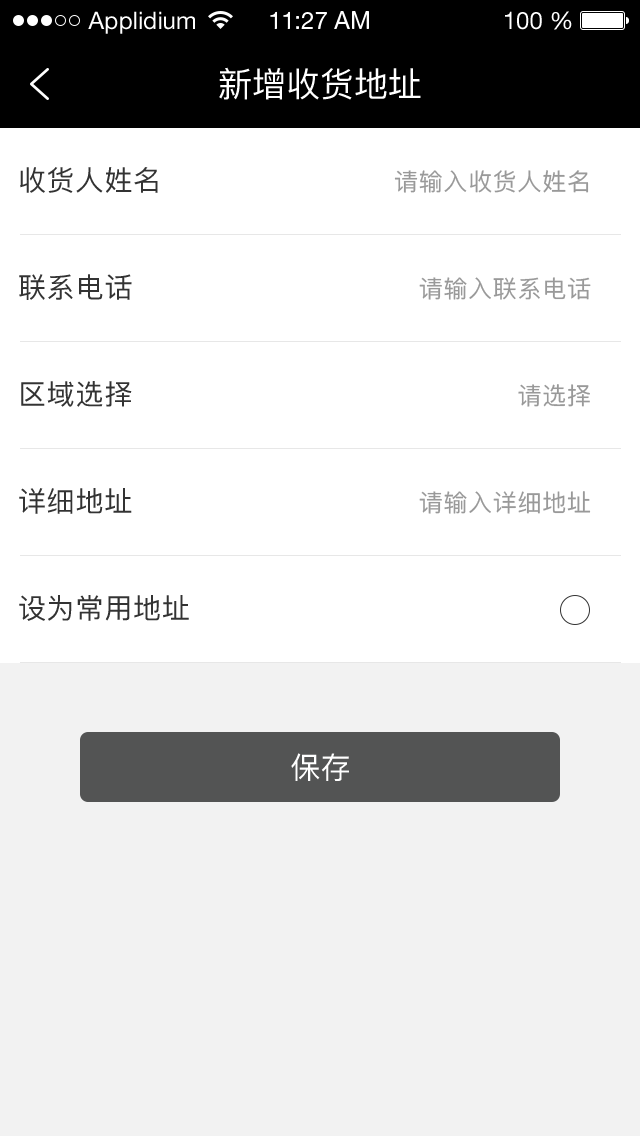 Applidium 11:27 AM 100 %
新增收货地址
收货人姓名 请输入收货人姓名
联系电话 请输入联系电话
区域选择 请选择
详细地址 请输入详细地址
设为常用地址
保存